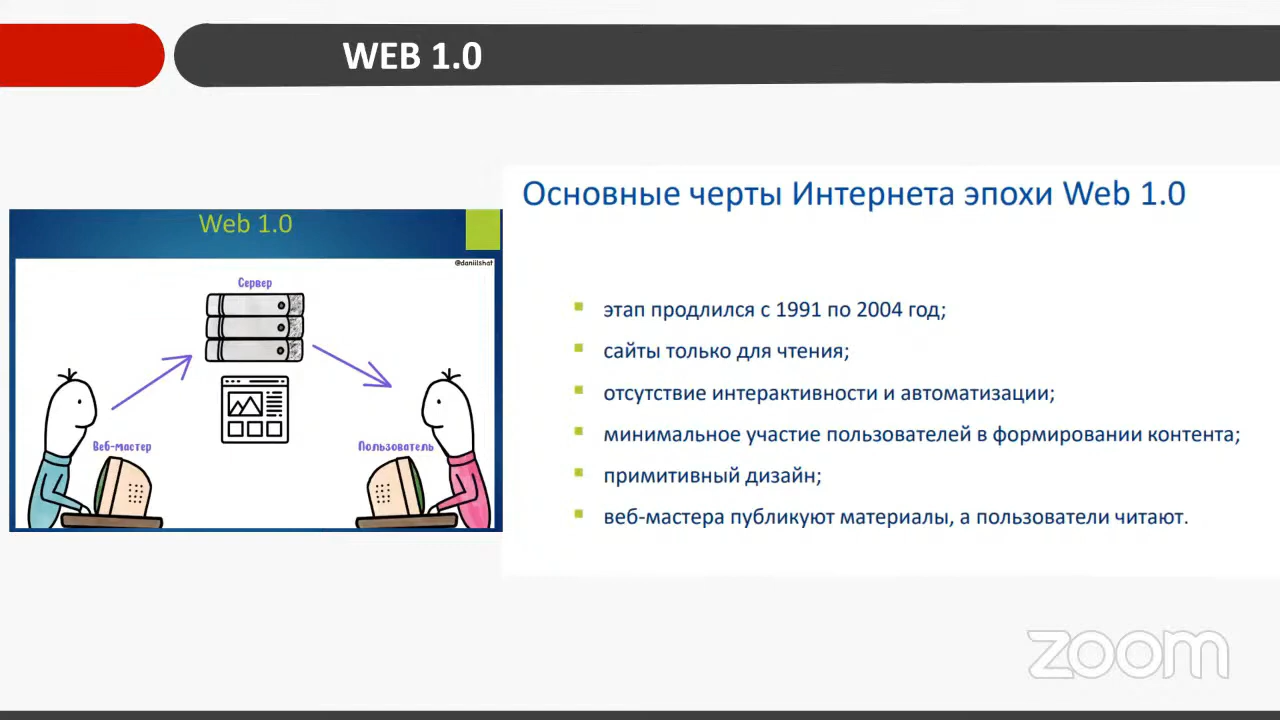 WEB 1.0
Web 1.0
@daniilshat
Сервер
Веб-мастер
Пользователь
Основные черты Интернета эпохи Web 1.0
этап продлился с 1991 по 2004 год;
сайты только для чтения;
отсутствие интерактивности и автоматизации;
минимальное участие пользователей в формировании контента;
примитивный дизайн;
веб-мастера публикуют материалы, а пользователи читают.
zoom